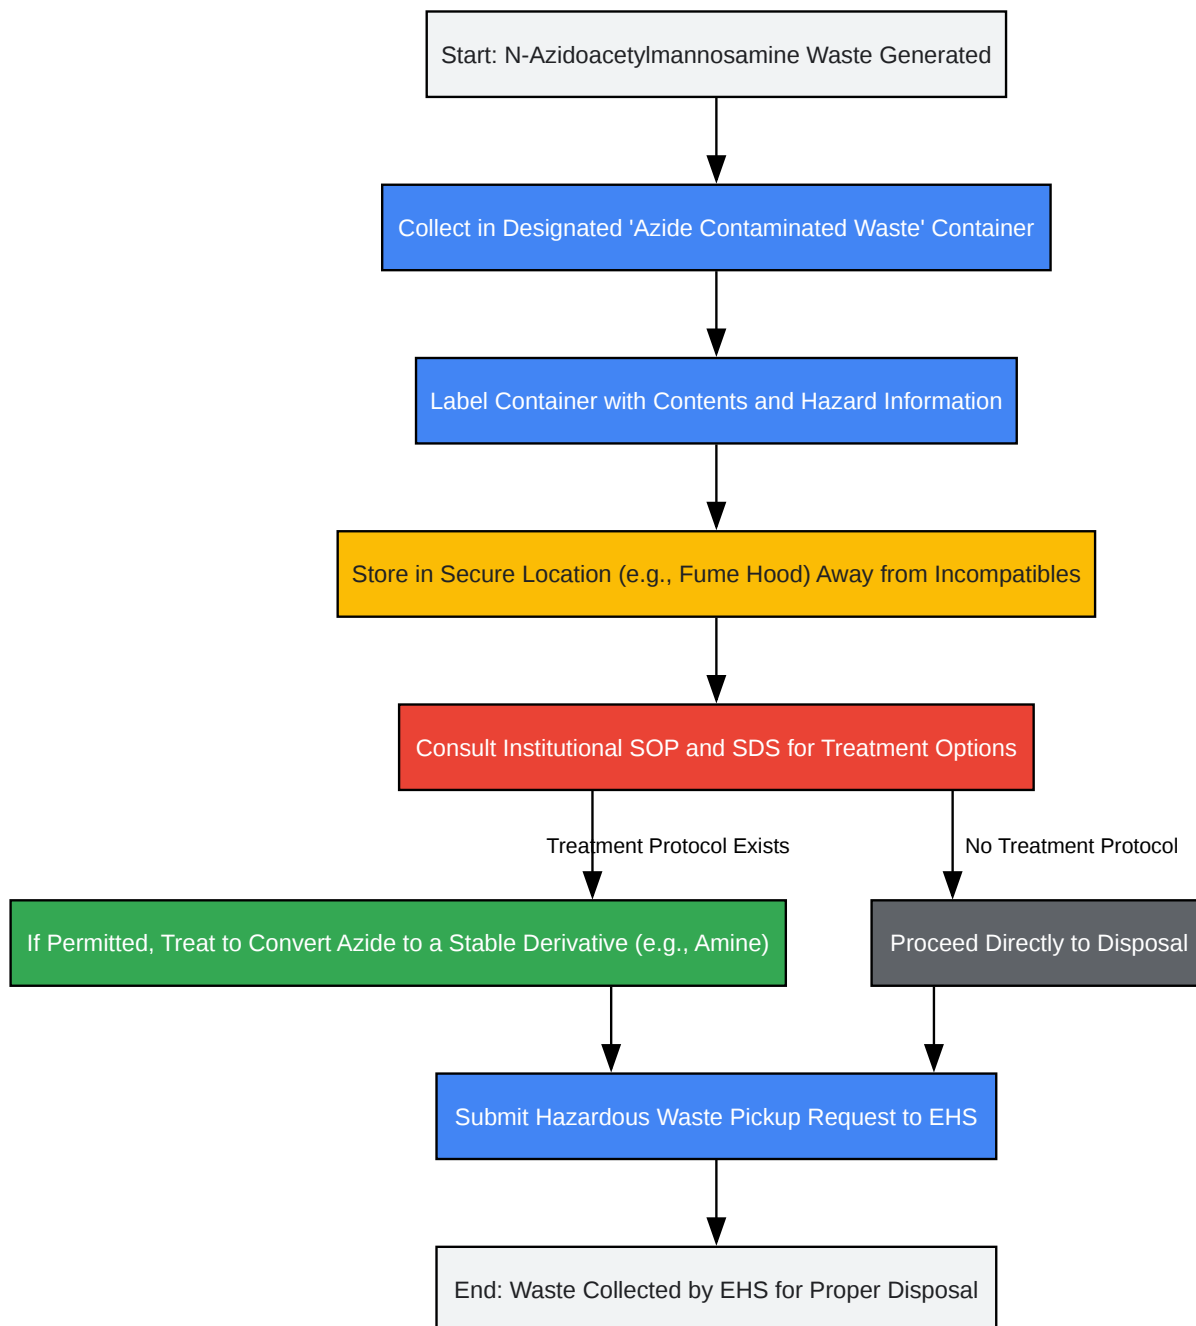 Start: N-Azidoacetylmannosamine Waste Generated
Collect in Designated 'Azide Contaminated Waste' Container
Label Container with Contents and Hazard Information
Store in Secure Location (e.g., Fume Hood) Away from Incompatibles
Consult Institutional SOP and SDS for Treatment Options
Treatment Protocol Exists
No Treatment Protocol
If Permitted, Treat to Convert Azide to a Stable Derivative (e.g., Amine)
Proceed Directly to Disposal
Submit Hazardous Waste Pickup Request to EHS
End: Waste Collected by EHS for Proper Disposal